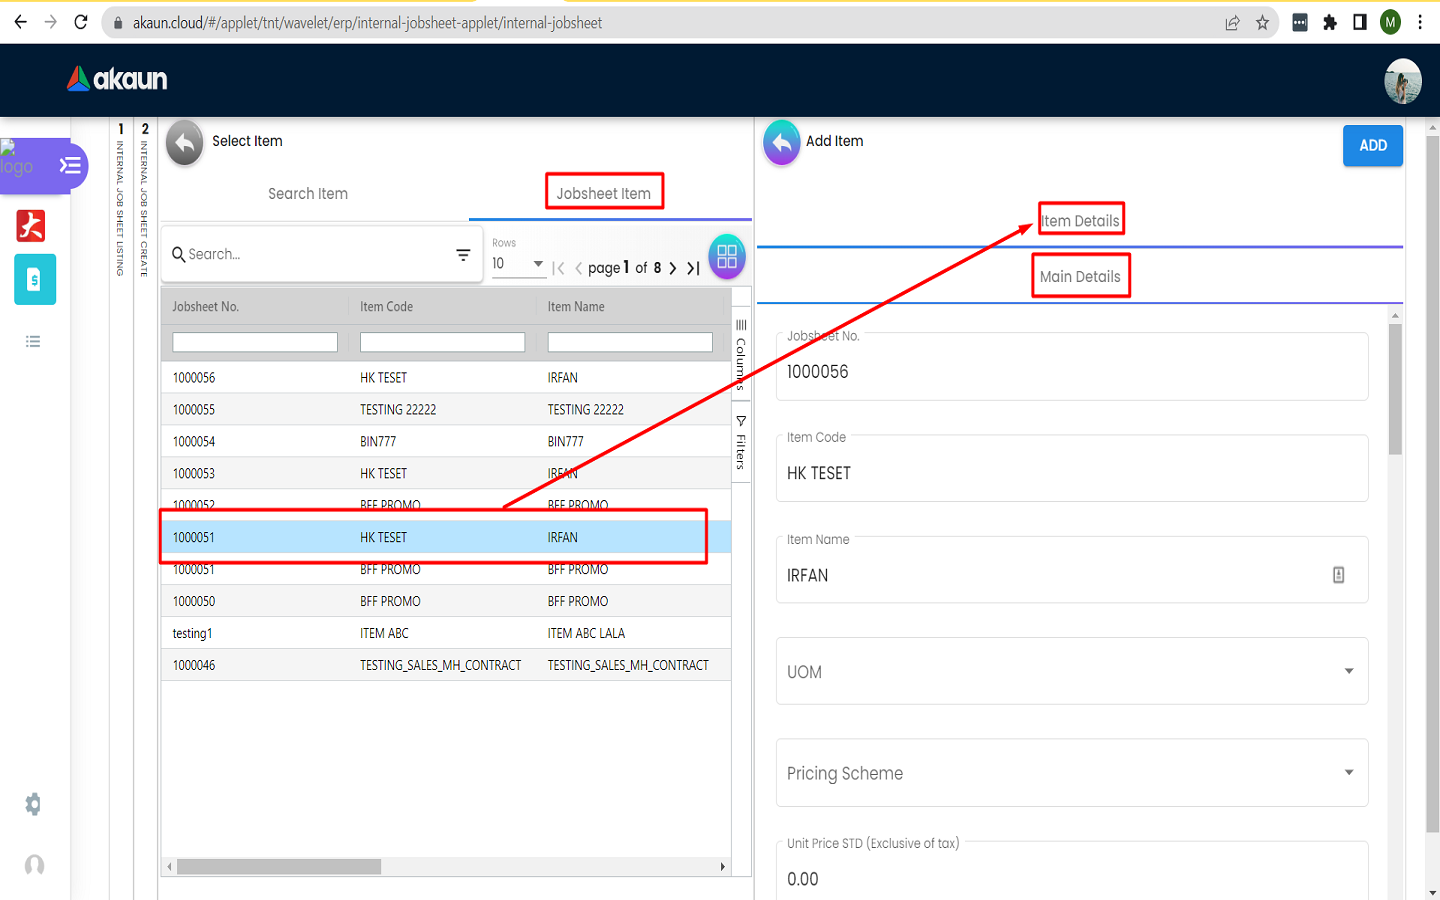 akaun.cloud/#/applet/tnt/wavelet/erp/internal-jobsheet-applet/internal-jobsheet
M
akaun
logo
1 INTERNAL JOB SHEET LISTING
2 INTERNAL JOB SHEET CREATE
Select Item
Search Item
Jobsheet Item
Search...
Rows
10
page 1 of 8
Jobsheet No. Item Code Item Name
1000056 HK TESET IRFAN
1000055 TESTING 22222 TESTING 22222
1000054 BIN777 BIN777
1000053 HK TESET IRFAN
1000052 BFF PROMO BFF PROMO
1000051 HK TESET IRFAN
1000051 BFF PROMO BFF PROMO
1000050 BFF PROMO BFF PROMO
testing1 ITEM ABC ITEM ABC LALA
1000046 TESTING_SALES_MH_CONTRACT TESTING_SALES_MH_CONTRACT
Columns
Filters
Add Item
ADD
Item Details
Main Details
Jobsheet No.
1000056
Item Code
HK TESET
Item Name
IRFAN
UOM
Pricing Scheme
Unit Price STD (Exclusive of tax)
0.00